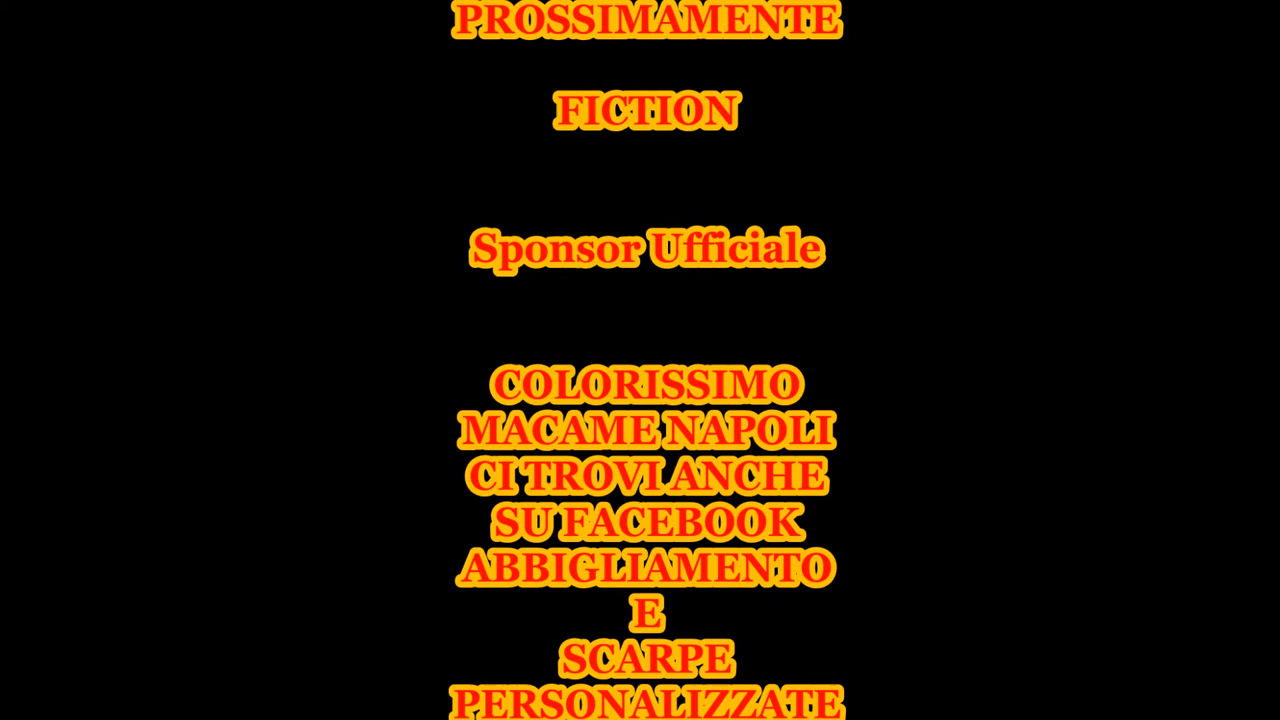 PROSSIMAMENTE
FICTION
Sponsor Ufficiale
COLORISSIMO
MACAME NAPOLI
CI TROVI ANCHE
SU FACEBOOK
ABBIGLIAMENTO
E
SCARPE
PERSONALIZZATE